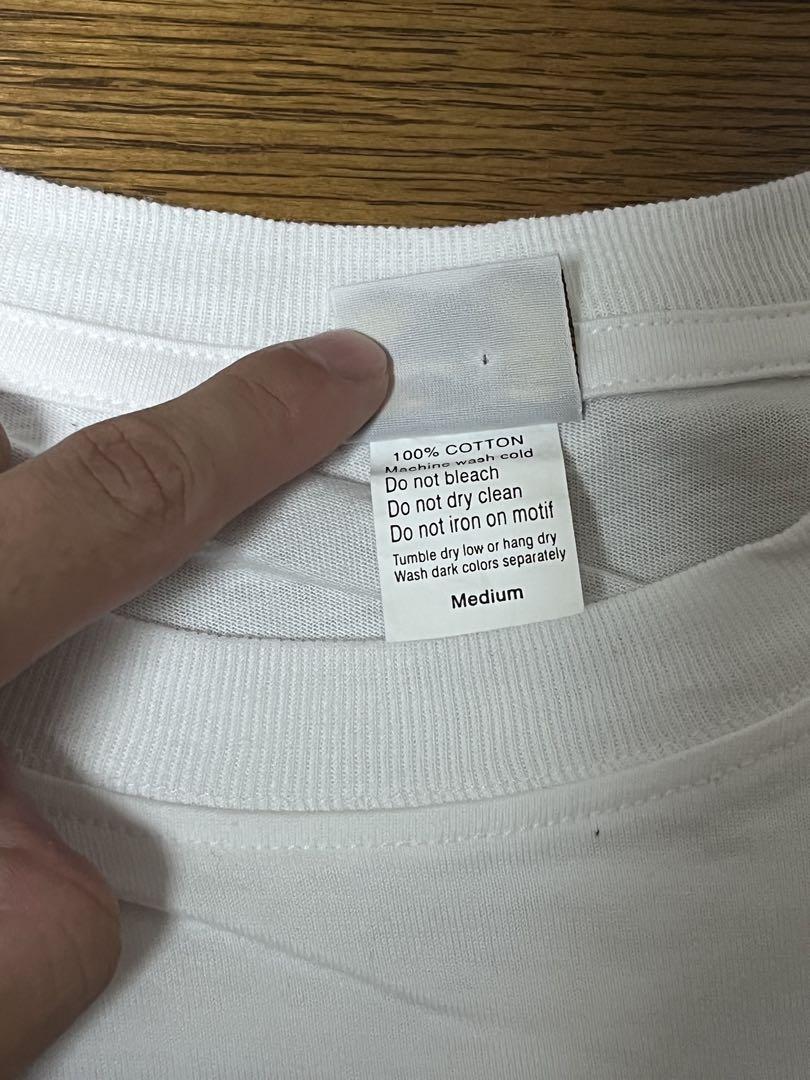 100% COTTON
Machine wash cold
Do not bleach
Do not dry clean
Do not iron on motif
Tumble dry low or hang dry
Wash dark colors separately
Medium